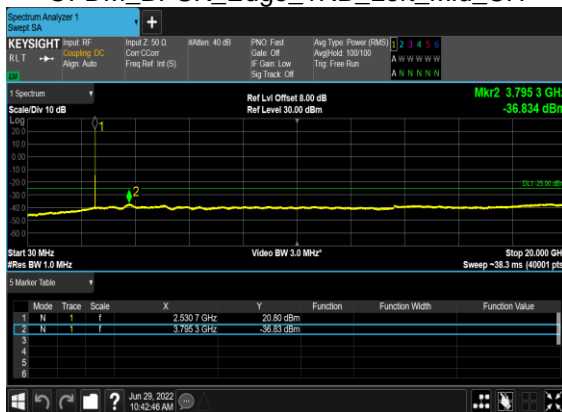 Spectrum Analyzer 1
Swept SA
KEYSIGHT Input: RF Input Z: 50 Ω #Atten: 40 dB PNO: Fast Avg Type: Power (RMS) 1 2 3 4 5 6
RLT Coupling: DC Corr CCorr Gate: Off Avg|Hold: 100/100 A W W W W W
Align: Auto Freq Ref: Int (S) IF Gain: Low Trig: Free Run
Sig Track: Off A N N N N N
1 Spectrum
Ref Lvl Offset 8.00 dB Mkr2 3.795 3 GHz
Scale/Div 10 dB Ref Level 30.00 dBm -36.834 dBm
Log
20.0 1
10.0
0.00
-10.0
-20.0 DL1 -25.00 dBm
-30.0 2
-40.0
-50.0
-60.0
Start 30 MHz Video BW 3.0 MHz* Stop 20.000 GHz
#Res BW 1.0 MHz Sweep ~38.3 ms (40001 pts)
5 Marker Table
Mode Trace Scale X Y Function Function Width Function Value
1 N 1 f 2.530 7 GHz 20.80 dBm
2 N 1 f 3.795 3 GHz -36.83 dBm
3
4
5
6
? Jun 29, 2022
10:42:46 AM